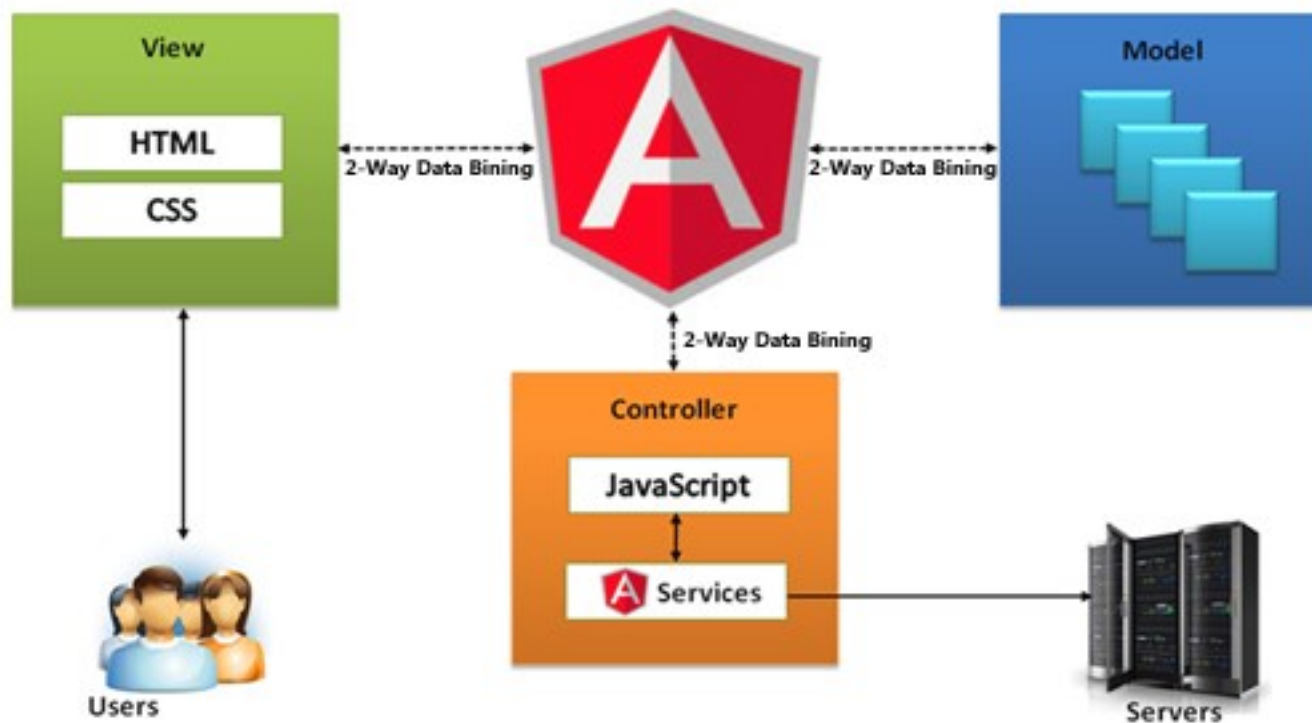 View
HTML
CSS
2-Way Data Bining
A
2-Way Data Bining
Model
2-Way Data Bining
Controller
JavaScript
A Services
Users
Servers